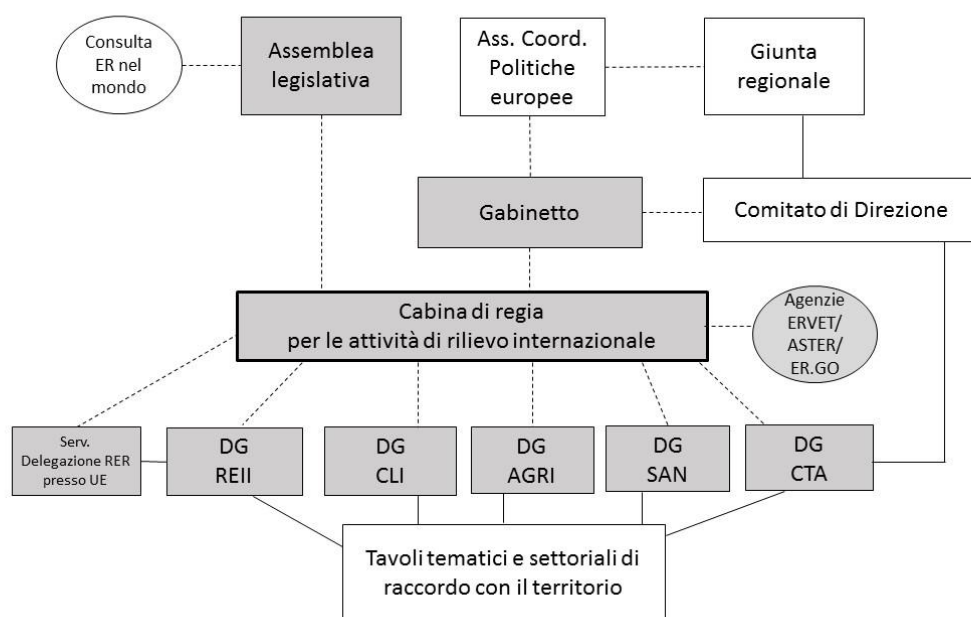 Consulta
ER nel
mondo
Assemblea
legislativa
Ass. Coord.
Politiche
europee
Giunta
regionale
Gabinetto
Comitato di Direzione
Cabina di regia
per le attività di rilievo internazionale
Agenzie
ERVET/
ASTER/
ER.GO
Serv.
Delegazione RER
presso UE
DG
REII
DG
CLI
DG
AGRI
DG
SAN
DG
CTA
Tavoli tematici e settoriali di
raccordo con il territorio